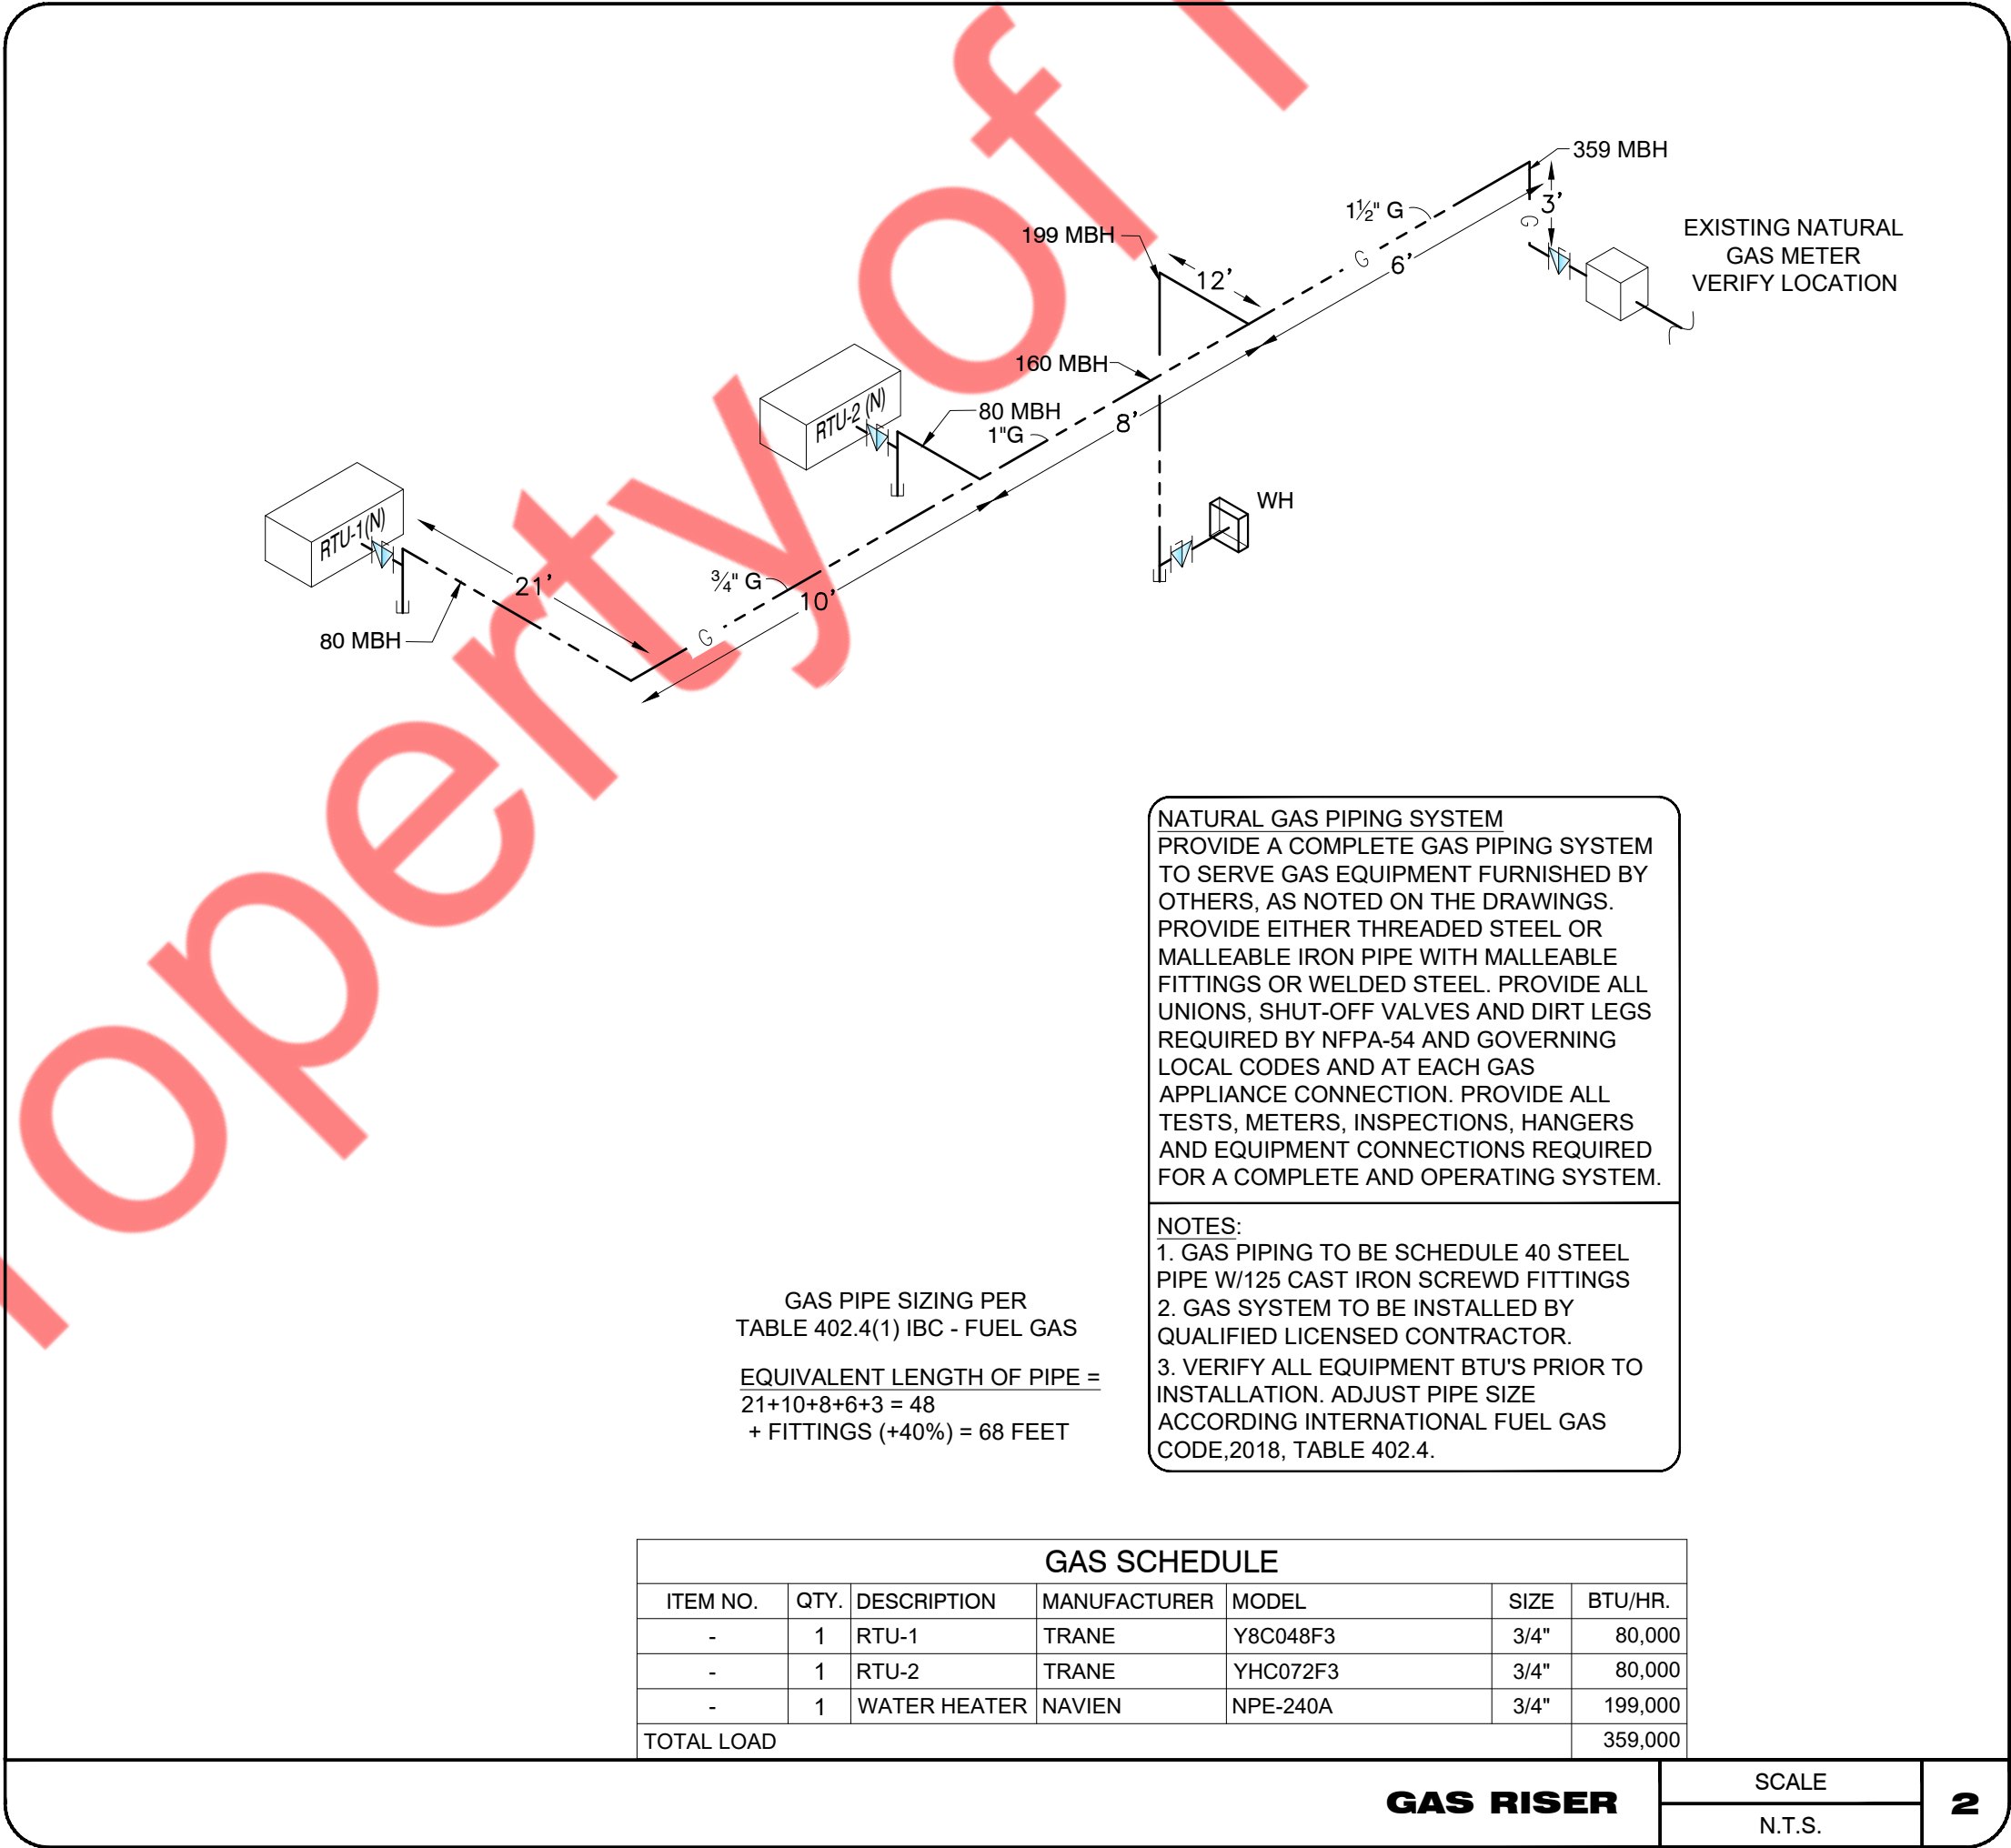 359 MBH
1½" G
3'
G
199 MBH
EXISTING NATURAL
GAS METER
VERIFY LOCATION
12'
G
6'
160 MBH
RTU-2 (N)
80 MBH
1"G
8'
RTU-1(N)
WH
21'
¾" G
10'
80 MBH
G
operty of
NATURAL GAS PIPING SYSTEM
PROVIDE A COMPLETE GAS PIPING SYSTEM
TO SERVE GAS EQUIPMENT FURNISHED BY
OTHERS, AS NOTED ON THE DRAWINGS.
PROVIDE EITHER THREADED STEEL OR
MALLEABLE IRON PIPE WITH MALLEABLE
FITTINGS OR WELDED STEEL. PROVIDE ALL
UNIONS, SHUT-OFF VALVES AND DIRT LEGS
REQUIRED BY NFPA-54 AND GOVERNING
LOCAL CODES AND AT EACH GAS
APPLIANCE CONNECTION. PROVIDE ALL
TESTS, METERS, INSPECTIONS, HANGERS
AND EQUIPMENT CONNECTIONS REQUIRED
FOR A COMPLETE AND OPERATING SYSTEM.
NOTES:
1. GAS PIPING TO BE SCHEDULE 40 STEEL
PIPE W/125 CAST IRON SCREWD FITTINGS
2. GAS SYSTEM TO BE INSTALLED BY
QUALIFIED LICENSED CONTRACTOR.
3. VERIFY ALL EQUIPMENT BTU'S PRIOR TO
INSTALLATION. ADJUST PIPE SIZE
ACCORDING INTERNATIONAL FUEL GAS
CODE,2018, TABLE 402.4.
GAS PIPE SIZING PER
TABLE 402.4(1) IBC - FUEL GAS
EQUIVALENT LENGTH OF PIPE =
21+10+8+6+3 = 48
+ FITTINGS (+40%) = 68 FEET
GAS SCHEDULE
ITEM NO. QTY. DESCRIPTION MANUFACTURER MODEL SIZE BTU/HR.
- 1 RTU-1 TRANE Y8C048F3 3/4" 80,000
- 1 RTU-2 TRANE YHC072F3 3/4" 80,000
- 1 WATER HEATER NAVIEN NPE-240A 3/4" 199,000
TOTAL LOAD 359,000
GAS RISER
SCALE
N.T.S.
2